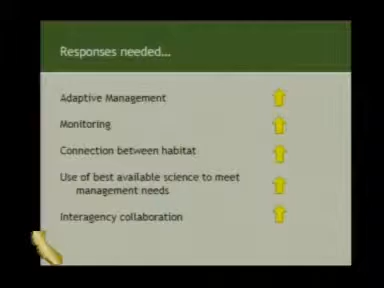 Responses needed...
Adaptive Management
Monitoring
Connection between habitat
Use of best available science to meet
management needs
Interagency collaboration